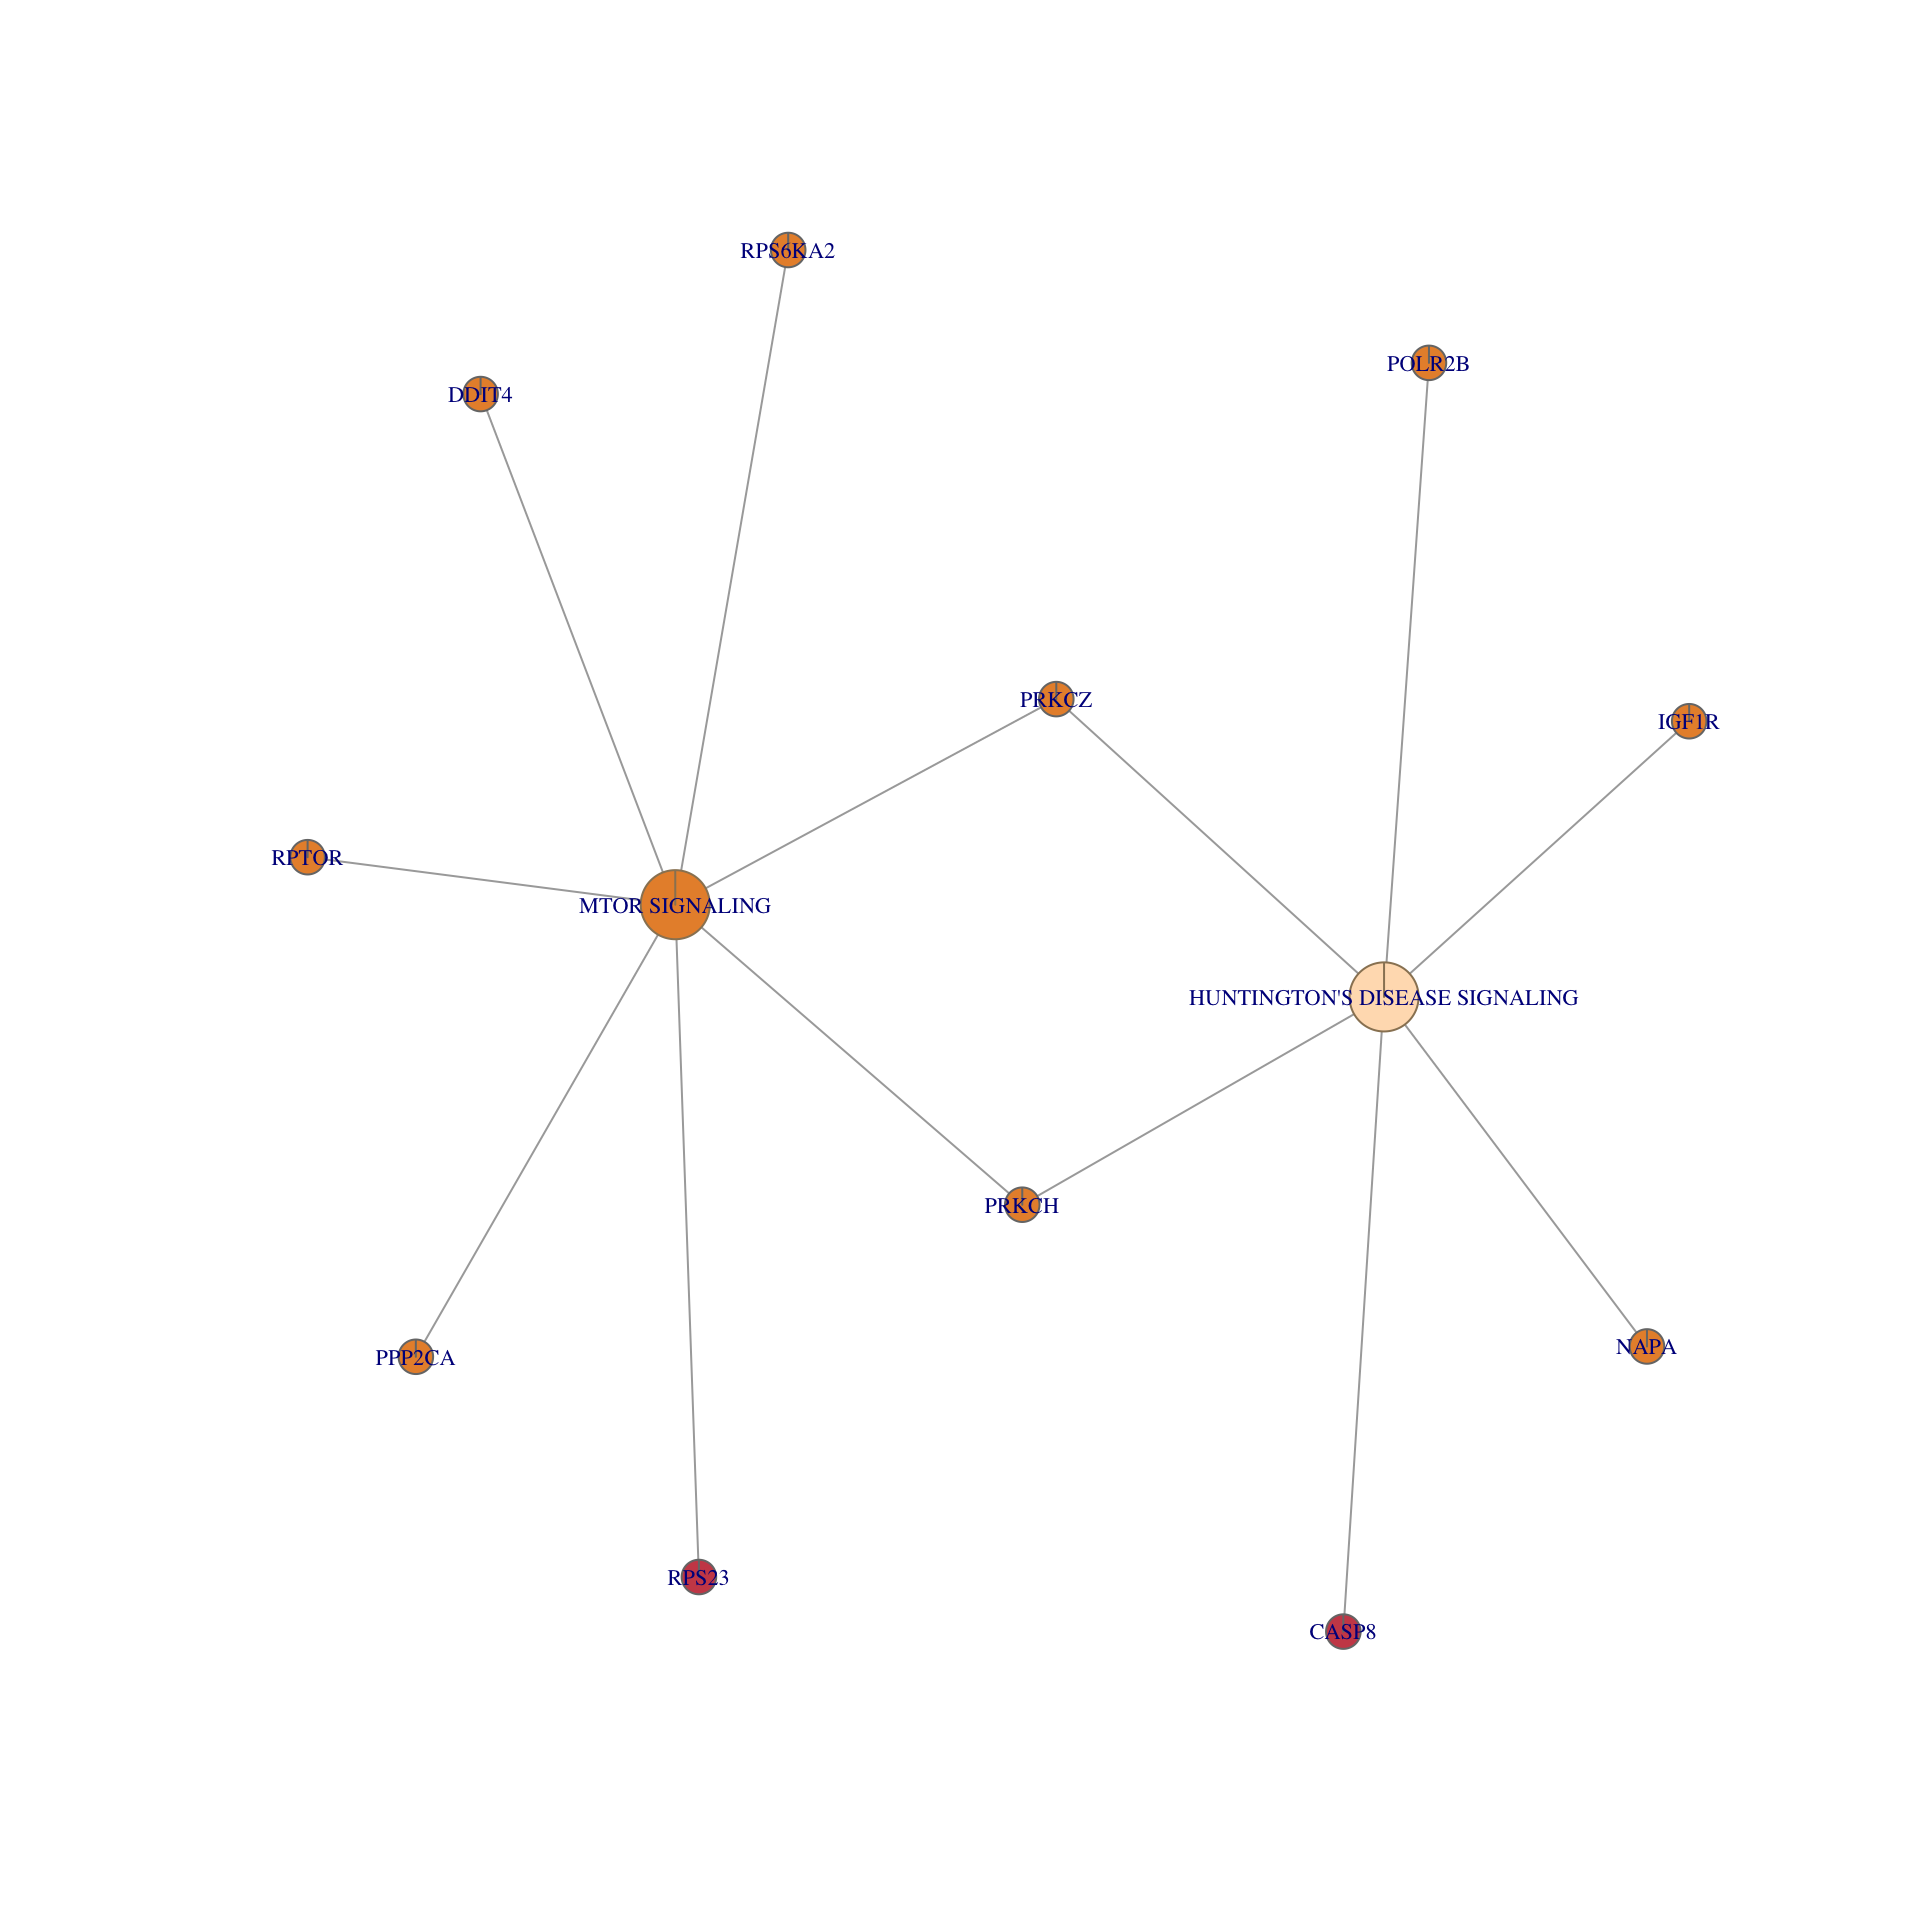 RPS6KA2
POLR2B
DDIT4
PRKCZ
IGF1R
RPTOR
MTOR SIGNALING
HUNTINGTON'S DISEASE SIGNALING
PRKCH
NAPA
PPP2CA
RPS23
CASP8